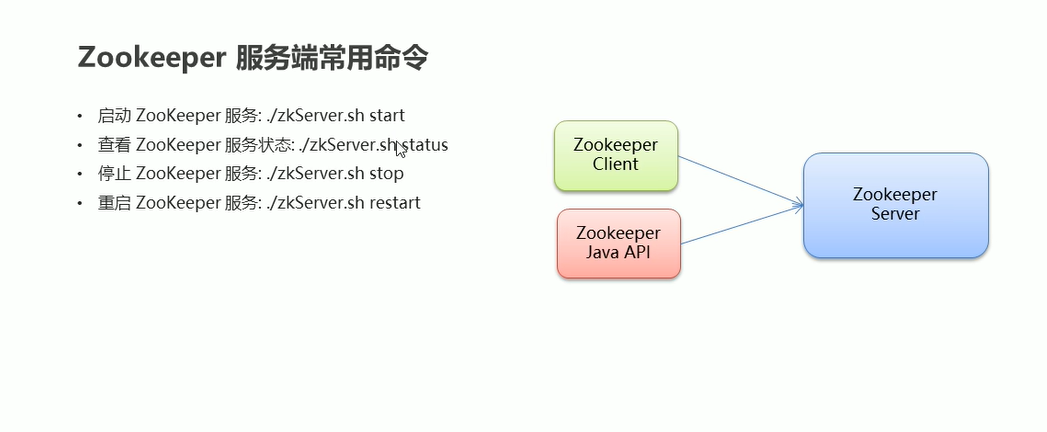 Zookeeper 服务端常用命令
• 启动 ZooKeeper 服务: ./zkServer.sh start
• 查看 ZooKeeper 服务状态: ./zkServer.sh status
• 停止 ZooKeeper 服务: ./zkServer.sh stop
• 重启 ZooKeeper 服务: ./zkServer.sh restart
Zookeeper
Client
Zookeeper
Java API
Zookeeper
Server